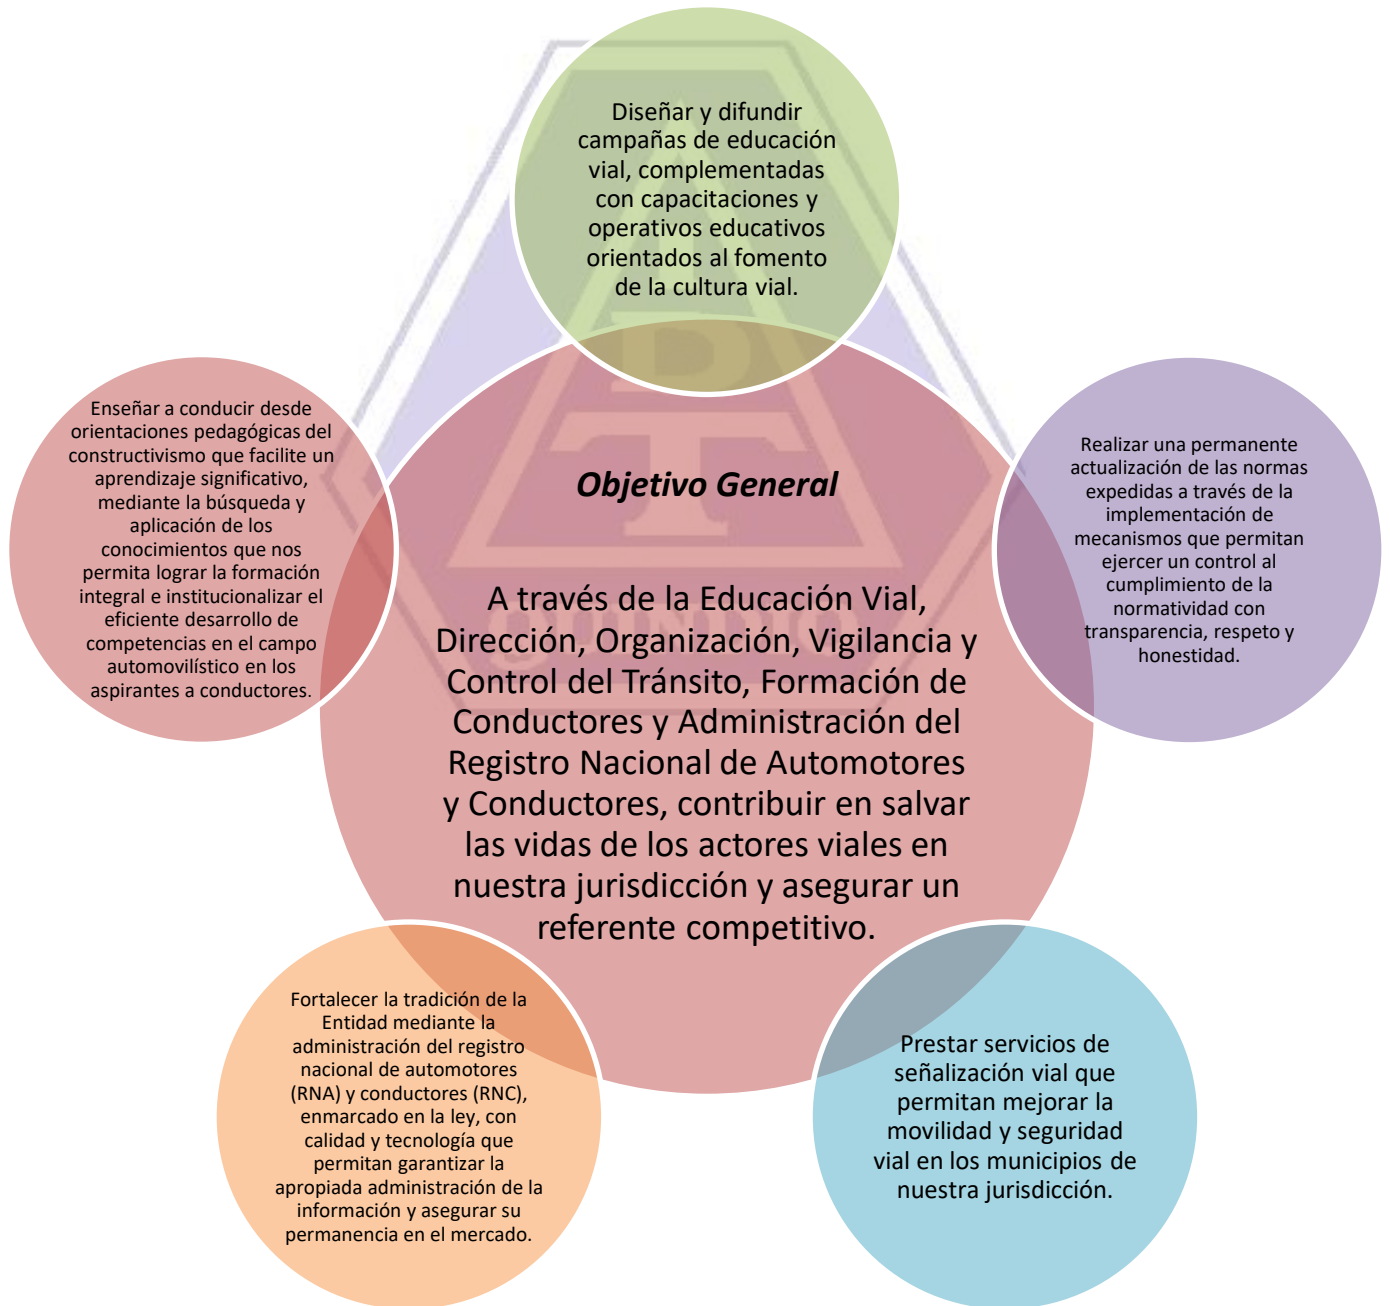 Diseñar y difundir
campañas de educación
vial, complementadas
con capacitaciones y
operativos educativos
orientados al fomento
de la cultura vial.
Enseñar a conducir desde
orientaciones pedagógicas del
constructivismo que facilite un
aprendizaje significativo,
mediante la búsqueda y
aplicación de los
conocimientos que nos
permita lograr la formación
integral e institucionalizar el
eficiente desarrollo de
competencias en el campo
automovilístico en los
aspirantes a conductores.
Realizar una permanente
actualización de las normas
expedidas a través de la
implementación de
mecanismos que permitan
ejercer un control al
cumplimiento de la
normatividad con
transparencia, respeto y
honestidad.
Objetivo General
A través de la Educación Vial,
Dirección, Organización, Vigilancia y
Control del Tránsito, Formación de
Conductores y Administración del
Registro Nacional de Automotores
y Conductores, contribuir en salvar
las vidas de los actores viales en
nuestra jurisdicción y asegurar un
referente competitivo.
Fortalecer la tradición de la
Entidad mediante la
administración del registro
nacional de automotores
(RNA) y conductores (RNC),
enmarcado en la ley, con
calidad y tecnología que
permitan garantizar la
apropiada administración de la
información y asegurar su
permanencia en el mercado.
Prestar servicios de
señalización vial que
permitan mejorar la
movilidad y seguridad
vial en los municipios de
nuestra jurisdicción.
I
D
T
QUINDIO